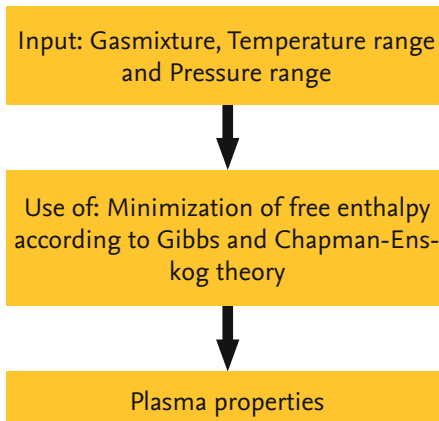 Input: Gasmixture, Temperature range
and Pressure range
Use of: Minimization of free enthalpy
according to Gibbs and Chapman-Ens-
kog theory
Plasma properties